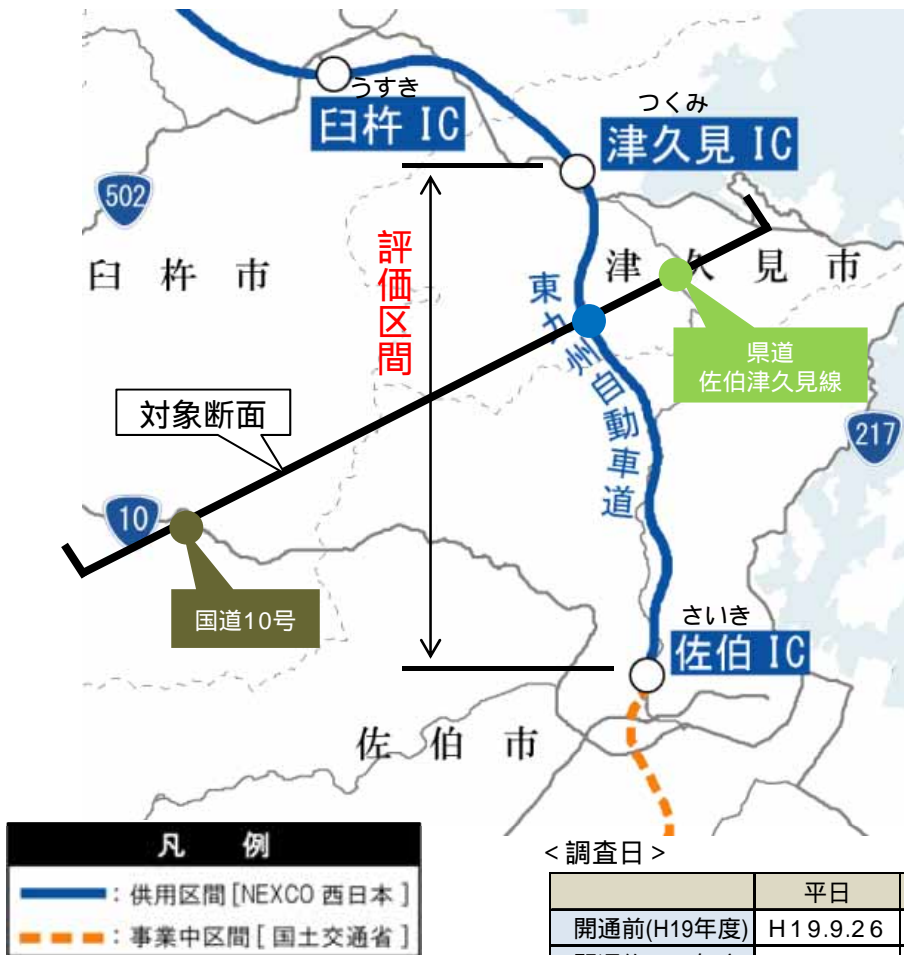 うすき
臼杵 IC
つくみ
津久見 IC
502
評価区間
臼杵市
津久見市
東九州自動車道
県道
佐伯津久見線
対象断面
217
10
国道10号
さいき
佐伯 IC
佐伯市
凡 例
:供用区間[NEXCO 西日本]
:事業中区間[国土交通省]
<調査日>
平日
開通前(H19年度) H19.9.26